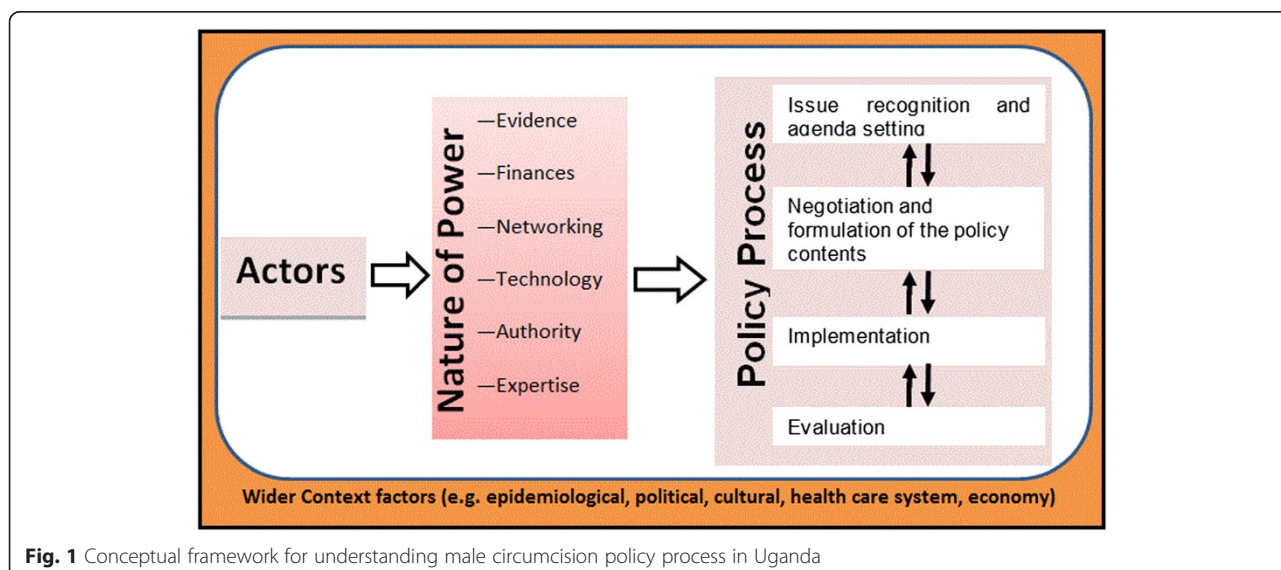 Actors
Nature of Power
—Evidence
—Finances
—Networking
—Technology
—Authority
—Expertise
Policy Process
Issue recognition and
agenda setting
Negotiation and
formulation of the policy
contents
Implementation
Evaluation
Wider Context factors (e.g. epidemiological, political, cultural, health care system, economy)
Fig. 1 Conceptual framework for understanding male circumcision policy process in Uganda